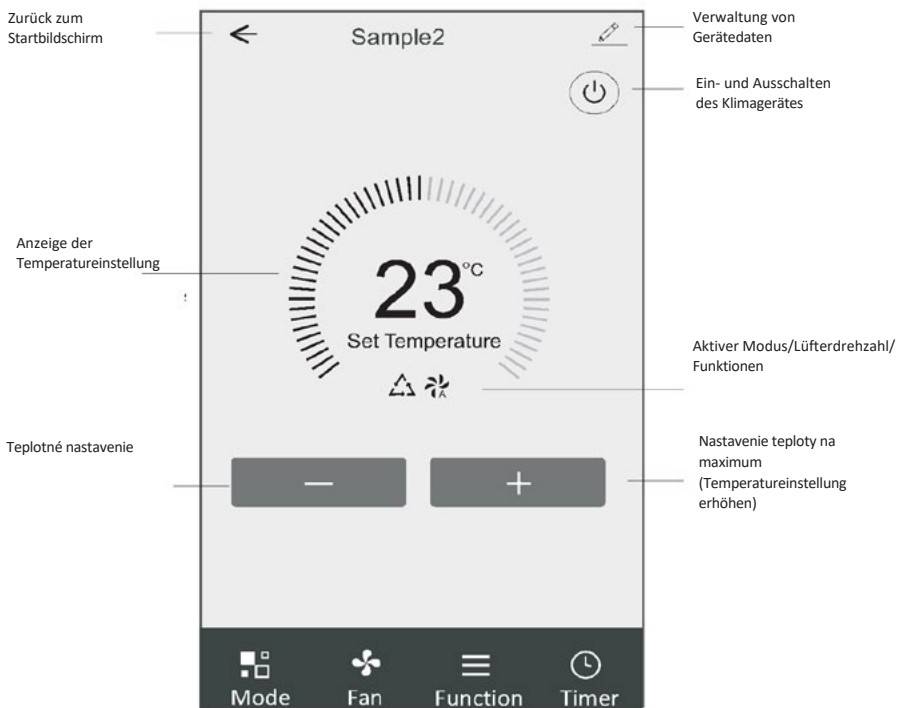 Zurück zum
Startbildschirm
Sample2
Verwaltung von
Gerätedaten
Ein- und Ausschalten
des Klimagerätes
Anzeige der
Temperatureinstellung
23°C
Set Temperature
A
Aktiver Modus/Lüfterdrehzahl/
Funktionen
Teplotné nastavenie
−
+
Nastavenie teploty na
maximum
(Temperatureinstellung
erhöhen)
Mode
Fan
Function
Timer